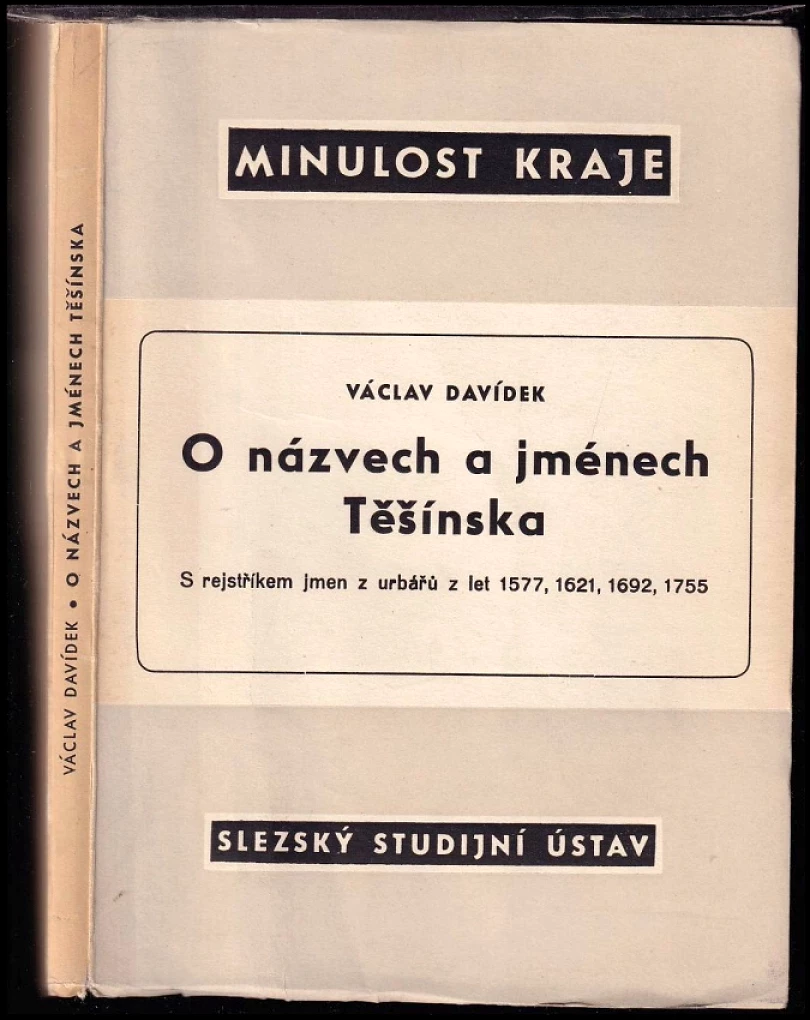 MINULOST KRAJE
VÁCLAV DAVÍDEK
O názvech a jménech
Těšínska
S rejstříkem jmen z urbářů z let 1577, 1621, 1692, 1755
SLEZSKÝ STUDIJNÍ ÚSTAV
VÁCLAV DAVÍDEK • O NÁZVECH A JMÉNECH TĚŠÍNSKA